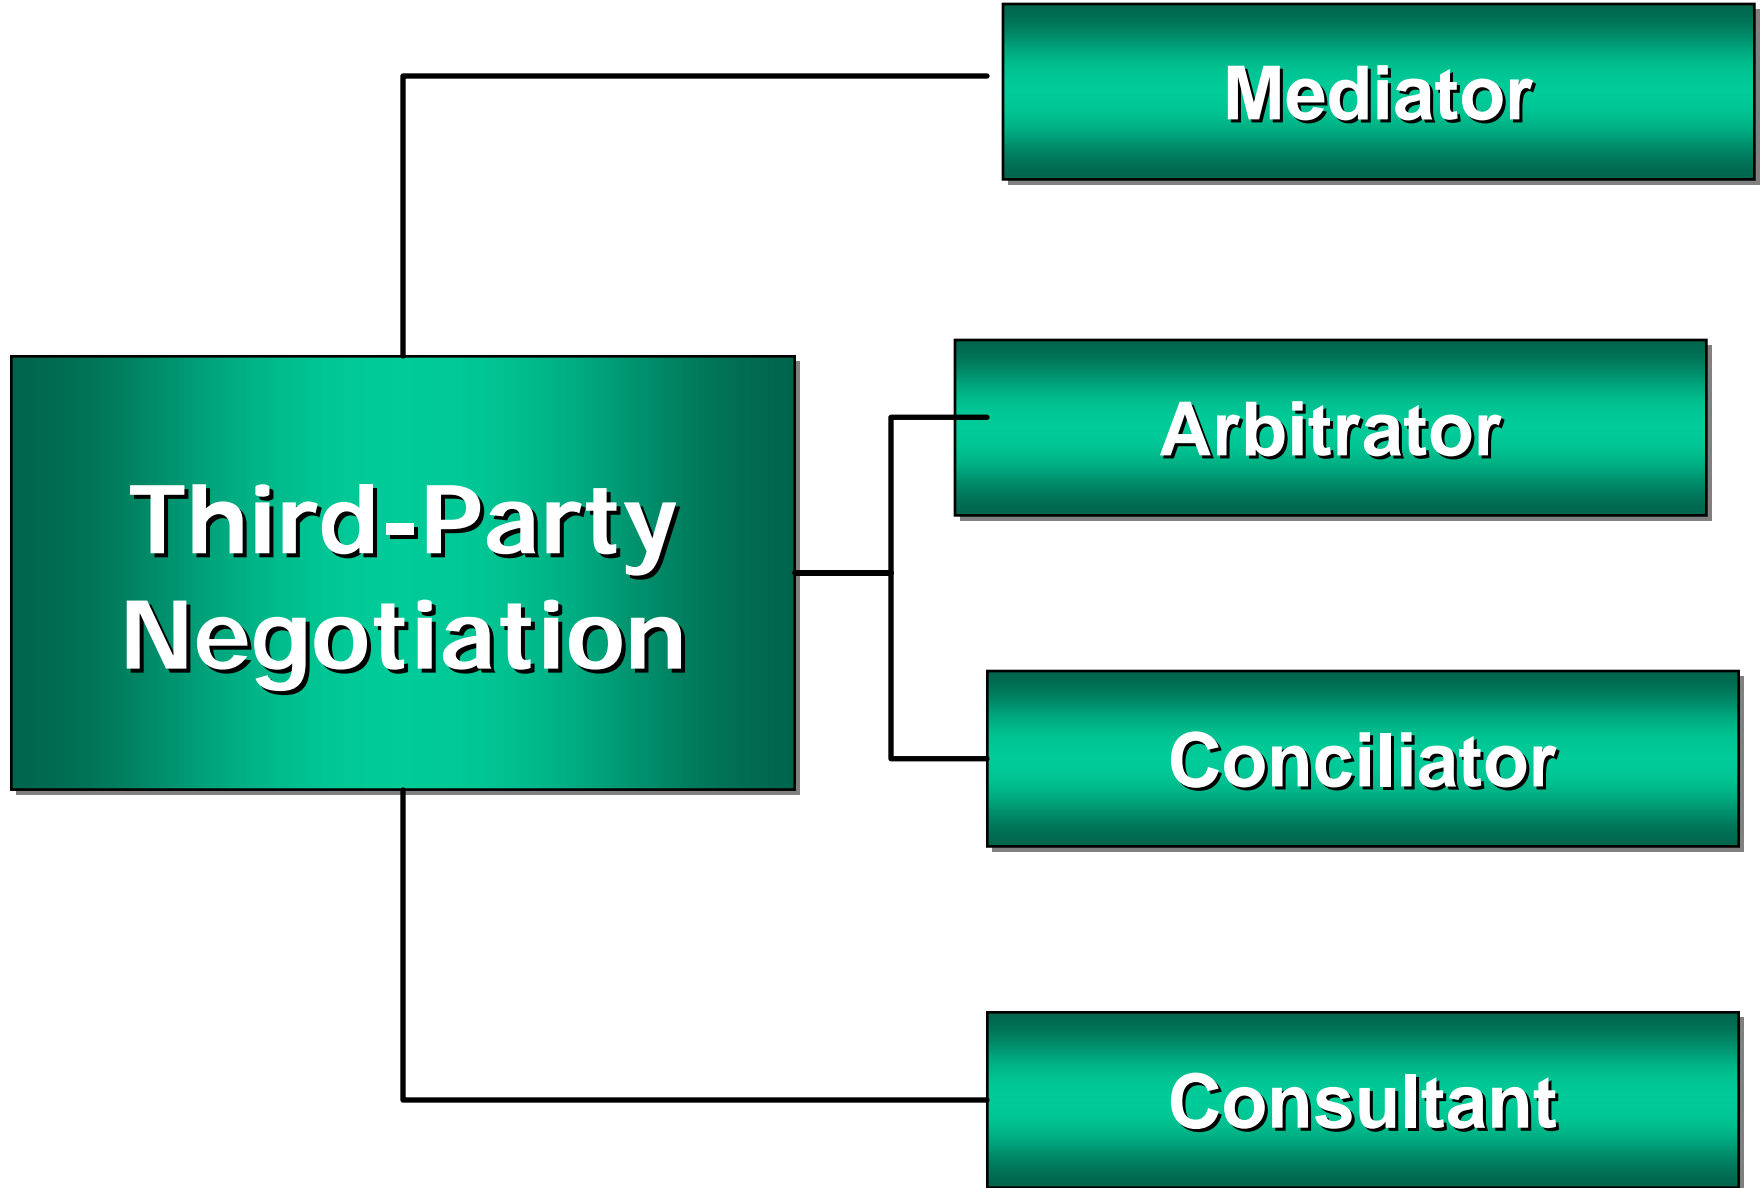 Mediator
Arbitrator
Third-Party
Negotiation
Conciliator
Consultant